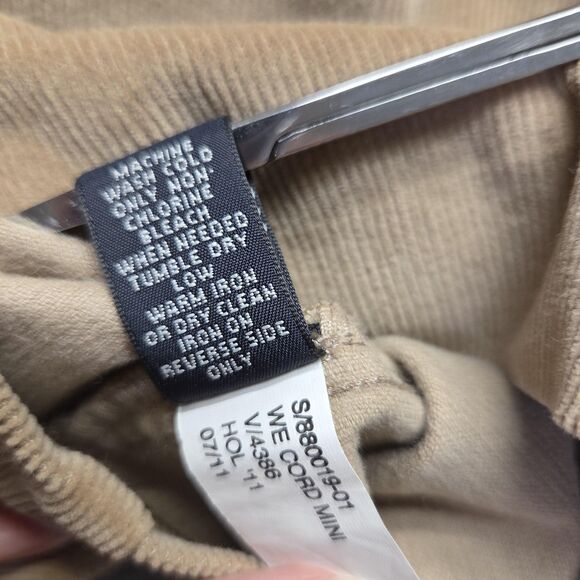 MACHINE
WASH COLD
ONLY NON-
CHLORINE
BLEACH
WHEN NEEDED
TUMBLE DRY
LOW
WARM IRON
OR DRY CLEAN
IRON ON
REVERSE SIDE
ONLY
S/880019-01
WE CORD MINI
V/4386
HOL '11
07/11